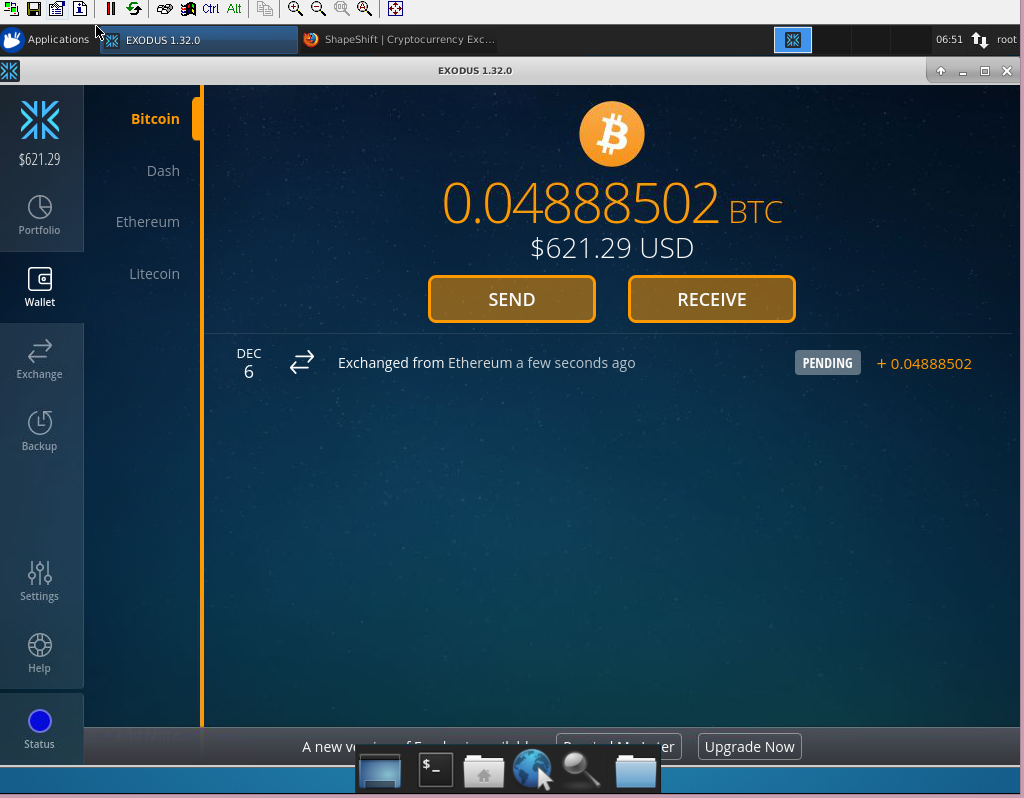 Ctrl Alt
Applications
EXODUS 1.32.0
ShapeShift | Cryptocurrency Exc...
06:51
root
EXODUS 1.32.0
$621.29
Portfolio
Wallet
Exchange
Backup
Settings
Help
Status
Bitcoin
Dash
Ethereum
Litecoin
0.04888502 BTC
$621.29 USD
SEND
RECEIVE
DEC
6
Exchanged from Ethereum a few seconds ago
PENDING
+ 0.04888502
A new
Upgrade Now
$_